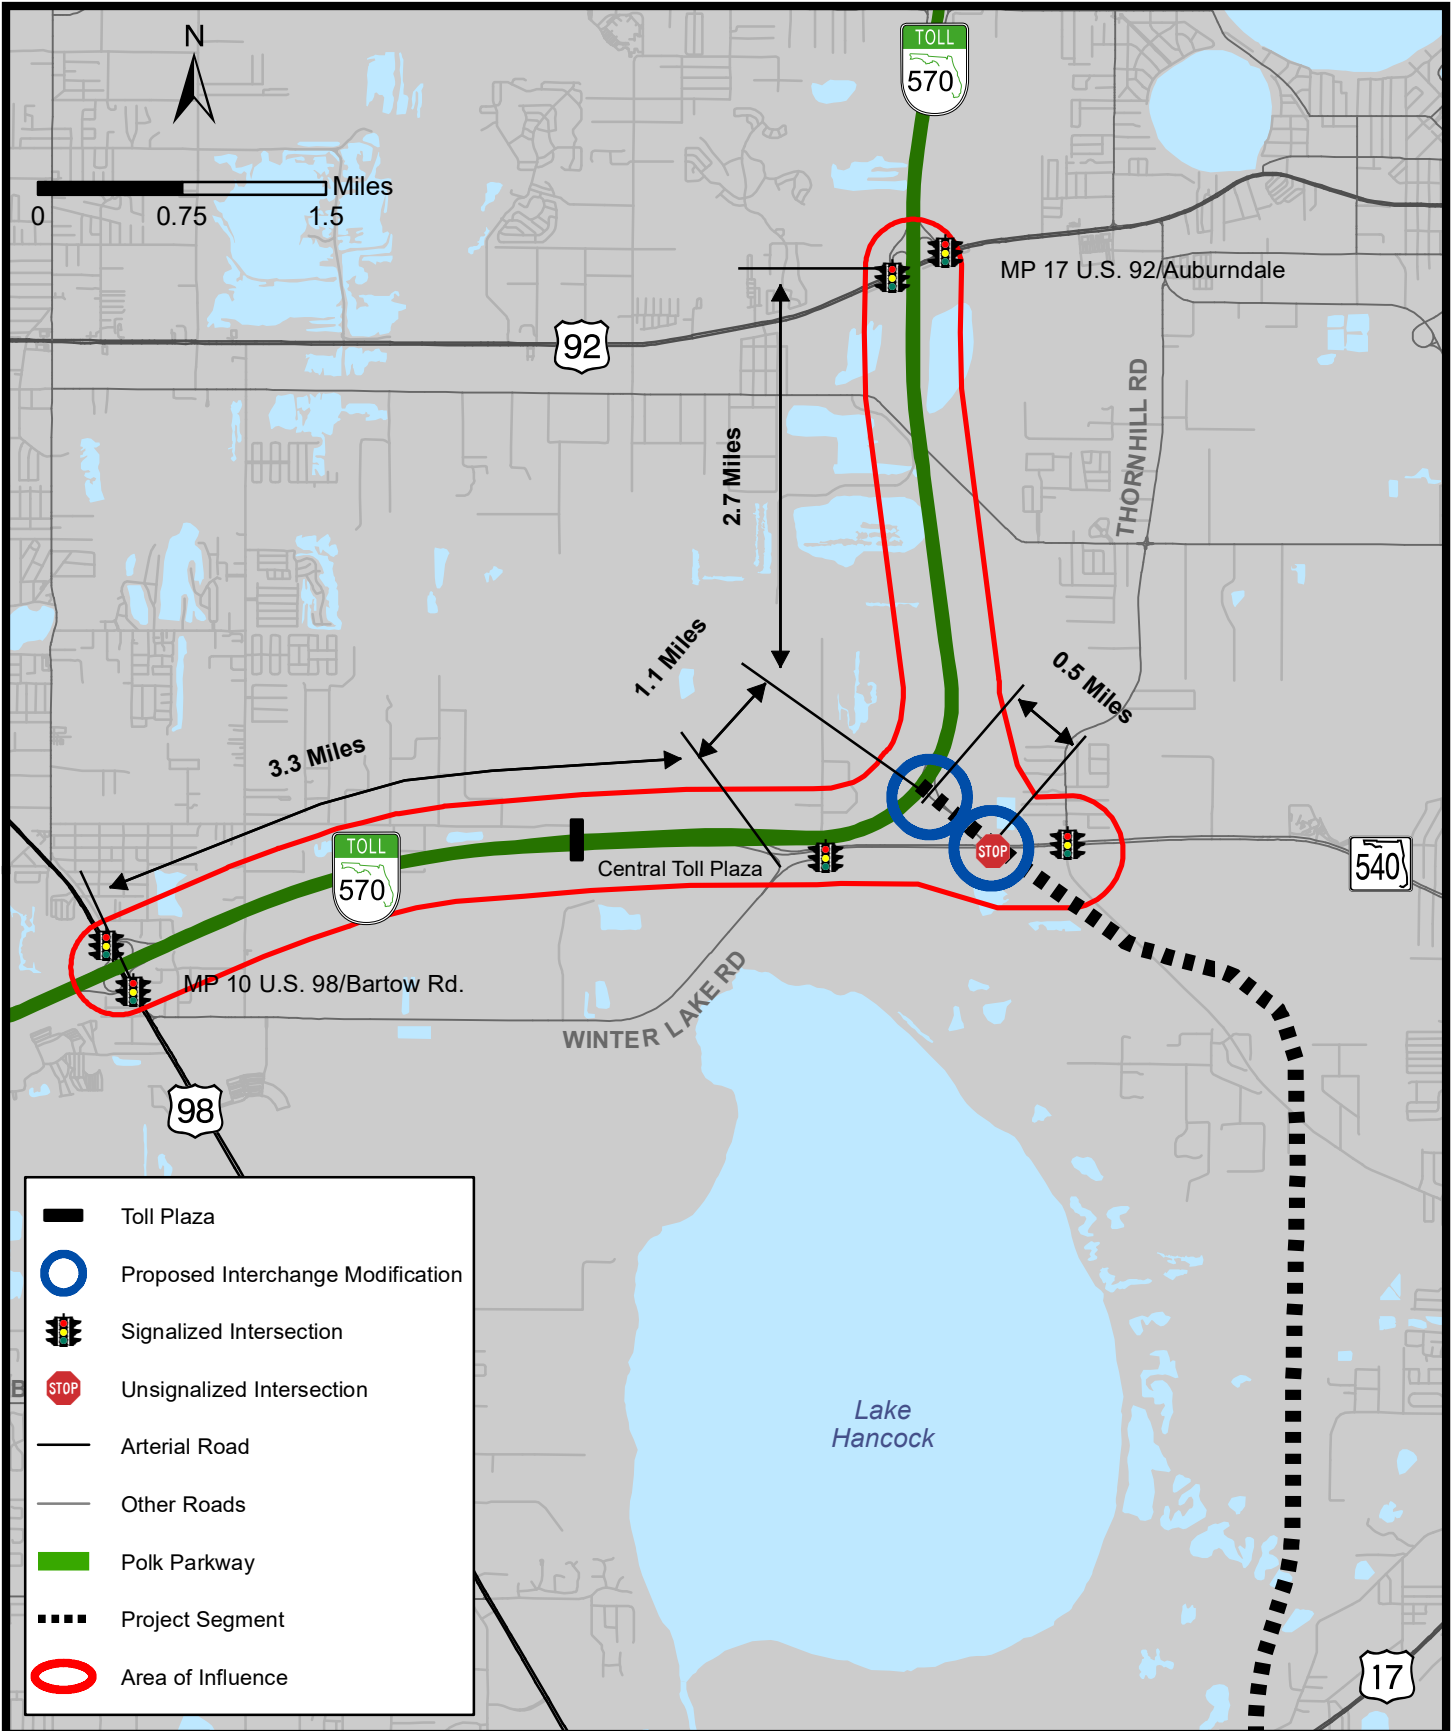 TOLL
570
N
Miles
0 0.75 1.5
MP 17 U.S. 92/Auburndale
92
THORNHILL RD
2.7 Miles
1.1 Miles
0.5 Miles
3.3 Miles
TOLL
570
Central Toll Plaza
STOP
540
MP 10 U.S. 98/Bartow Rd.
WINTER LAKE RD
98
Toll Plaza
Proposed Interchange Modification
Signalized Intersection
STOP
Unsignalized Intersection
B
Arterial Road
Other Roads
Polk Parkway
Project Segment
Area of Influence
Lake
Hancock
17